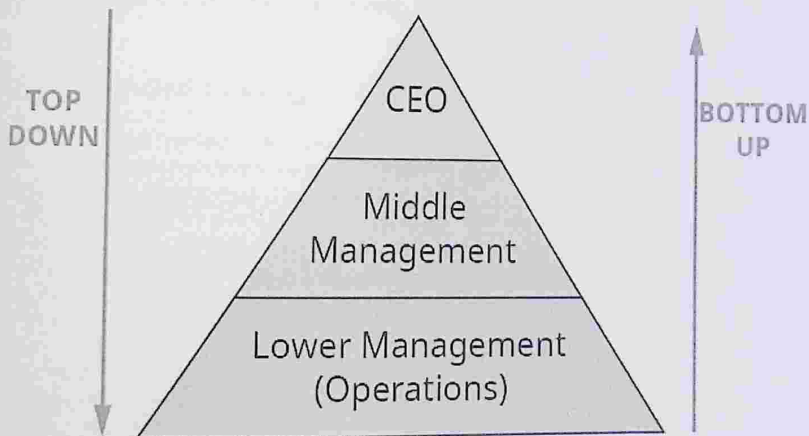 TOP
DOWN
CEO
BOTTOM
UP
Middle
Management
Lower Management
(Operations)